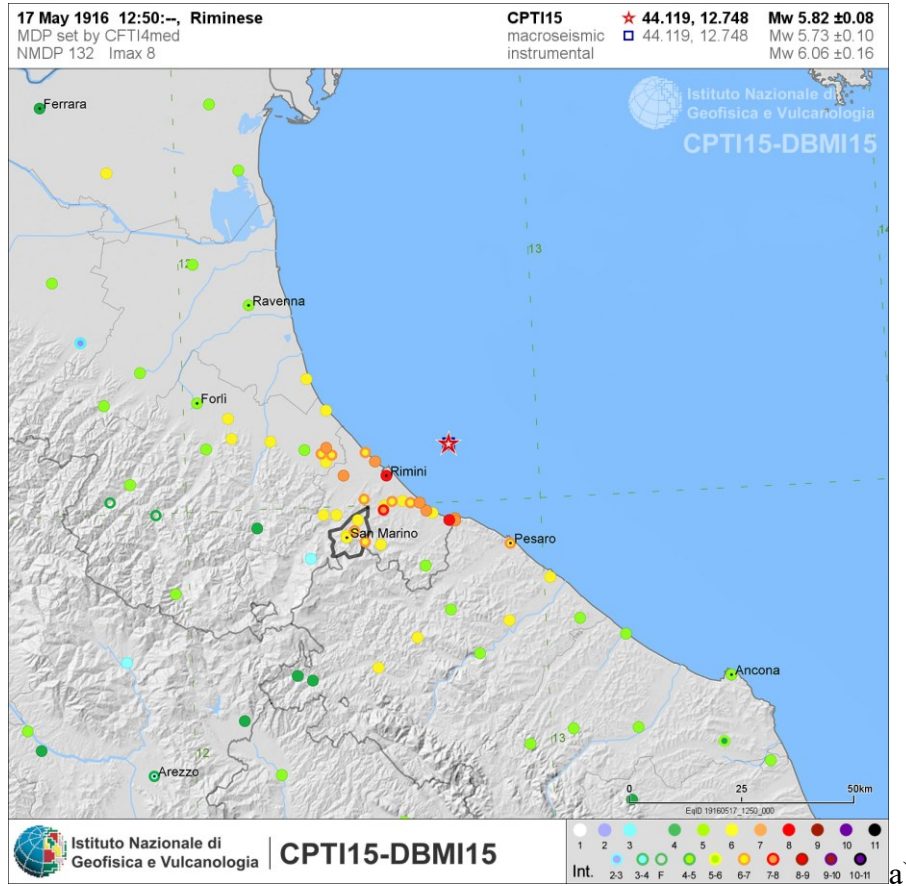 17 May 1916 12:50:--, Riminese
MDP set by CFTI4med
NMDP 132 Imax 8
CPTI15 44.119, 12.748 Mw 5.82 ±0.08
macroseismic 44.119, 12.748 Mw 5.73 ±0.10
instrumental Mw 6.06 ±0.16
Ferrara
Istituto Nazionale di
Geofisica e Vulcanologia
CPTI15-DBMI15
14
13
12
Ravenna
Forlì
Rimini
San Marino
Pesaro
Ancona
13
12
Arezzo
0 25 50km
EqID 19160517_1250_000
Istituto Nazionale di
Geofisica e Vulcanologia
CPTI15-DBMI15
1 2 3 4 5 6 7 8 9 10 11
Int. 2-3 3-4 F 4-5 5-6 6-7 7-8 8-9 9-10 10-11
a)